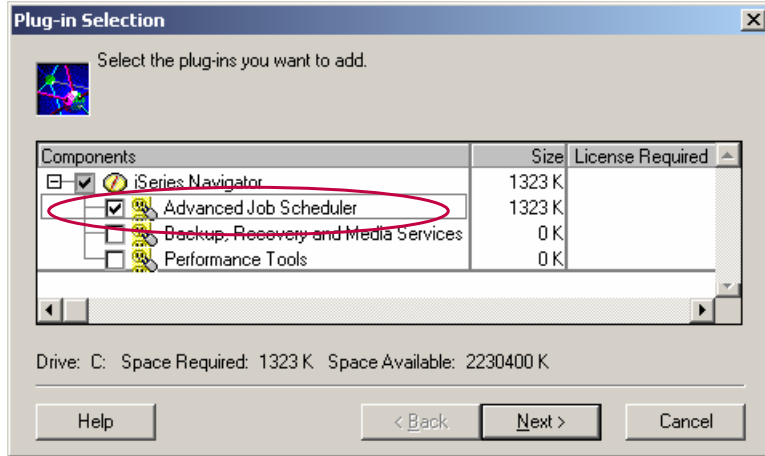 Plug-in Selection
Select the plug-ins you want to add.
Components Size License Required
iSeries Navigator 1323 K
Advanced Job Scheduler 1323 K
Backup, Recovery and Media Services 0 K
Performance Tools 0 K
Drive: C: Space Required: 1323 K Space Available: 2230400 K
Help < Back Next > Cancel